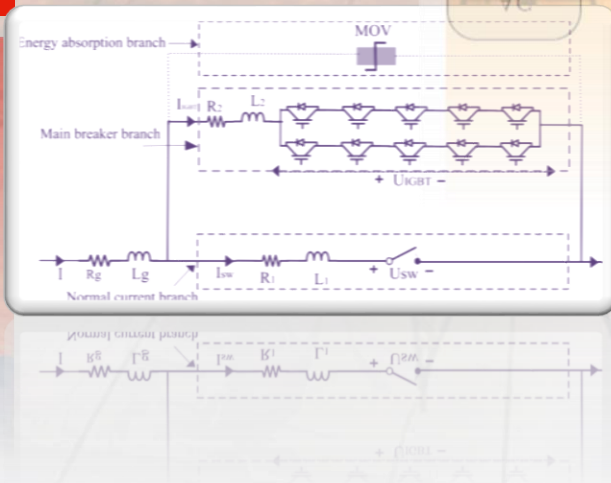 VC
Energy absorption branch
MOV
IIGBT R2 L2
Main breaker branch
+ UIGBT −
I Rg Lg Isw R1 L1 + Usw −
Normal current branch